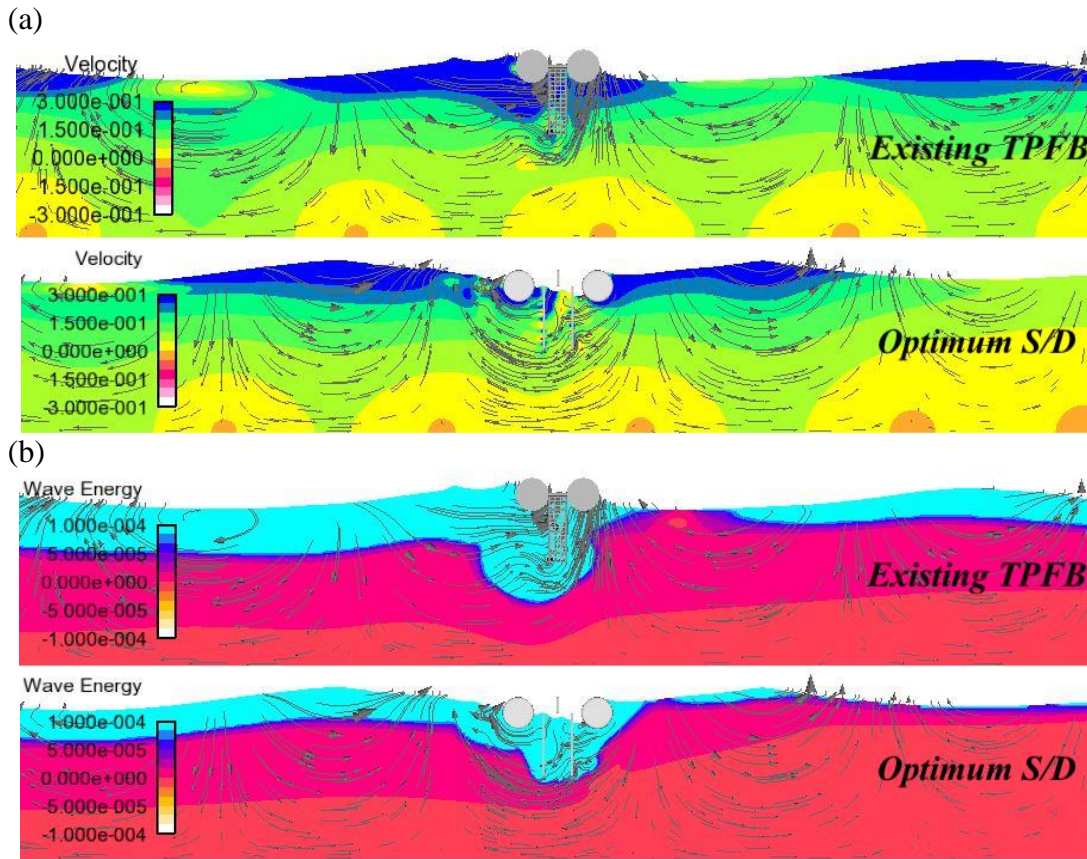 (a)
Velocity
3.000e-001
1.500e-001
0.000e+000
-1.500e-001
-3.000e-001
Existing TPFB
Velocity
3.000e-001
1.500e-001
0.000e+000
-1.500e-001
-3.000e-001
Optimum S/D
(b)
Wave Energy
1.000e-004
5.000e-005
0.000e+000
-5.000e-005
-1.000e-004
Existing TPFB
Wave Energy
1.000e-004
5.000e-005
0.000e+000
-5.000e-005
-1.000e-004
Optimum S/D